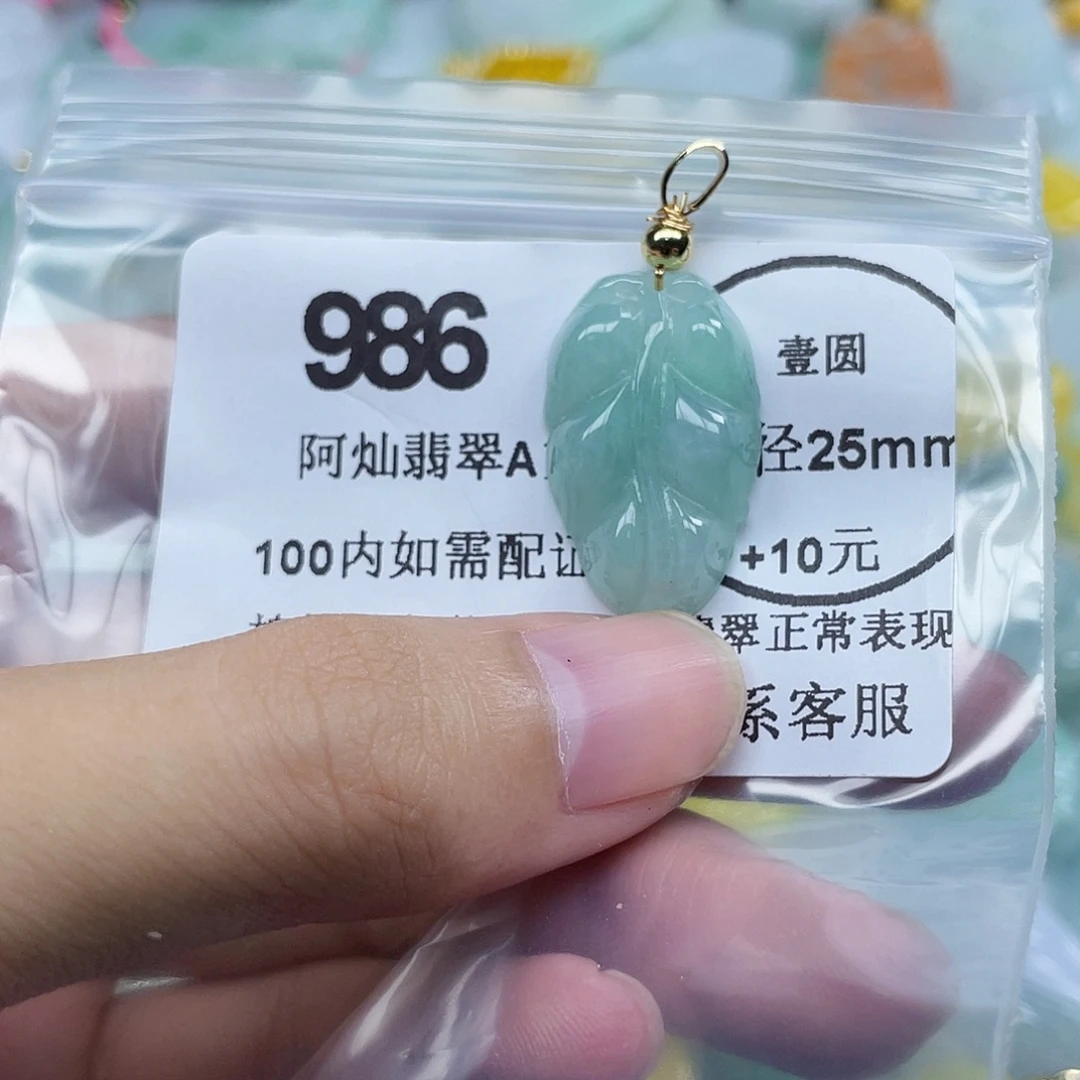 986
壹圆
阿灿翡翠A 径25mm
100内如需配证 +10元
翠正常表现
系客服